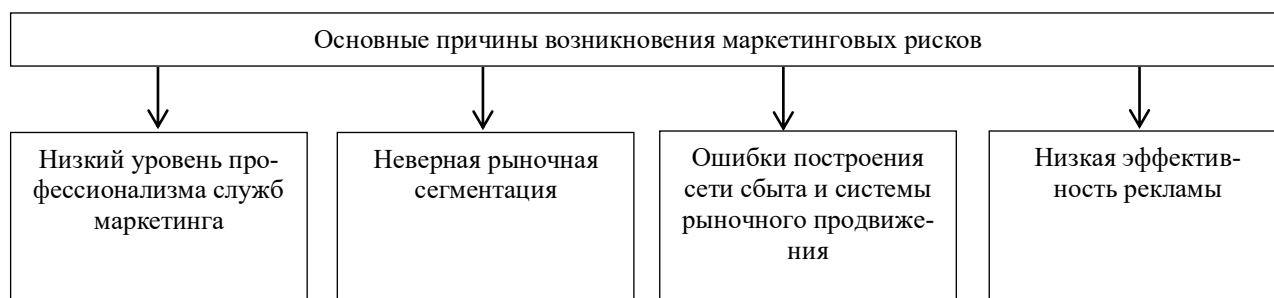 Основные причины возникновения маркетинговых рисков
Низкий уровень про-
фессионализма служб
маркетинга
Неверная рыночная
сегментация
Ошибки построения
сети сбыта и системы
рыночного продвиже-
ния
Низкая эффектив-
ность рекламы